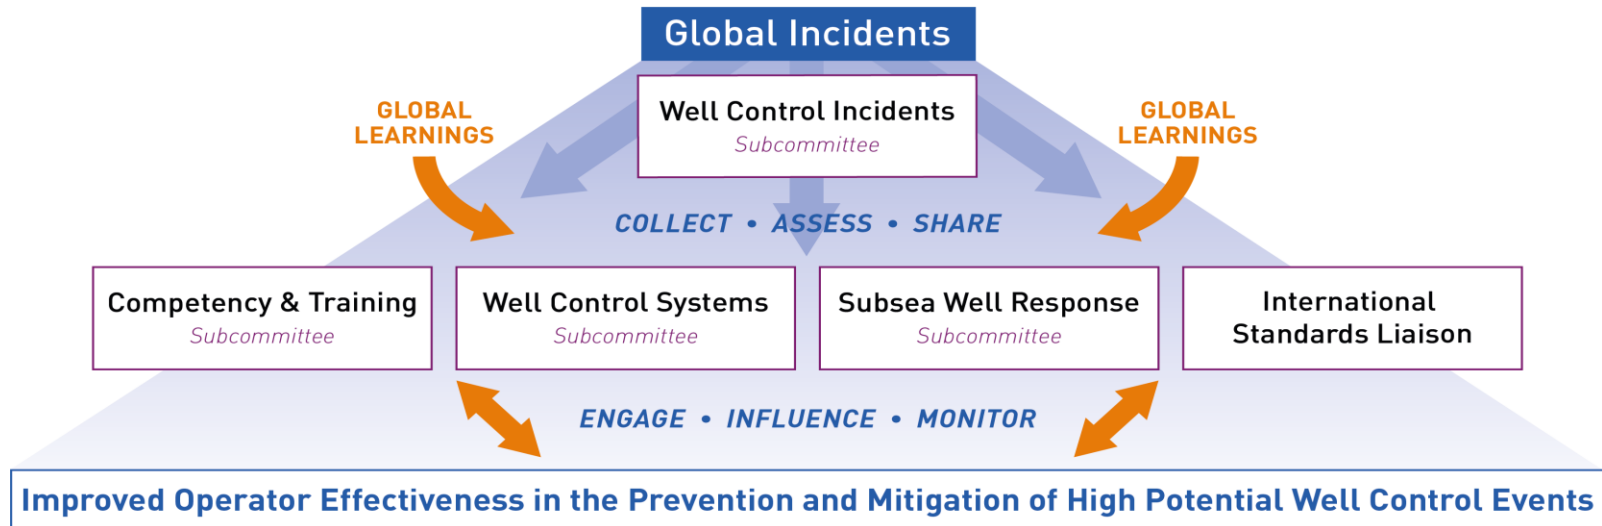 Global Incidents
Well Control Incidents
Subcommittee
GLOBAL
LEARNINGS
GLOBAL
LEARNINGS
COLLECT • ASSESS • SHARE
Competency & Training
Subcommittee
Well Control Systems
Subcommittee
Subsea Well Response
Subcommittee
International
Standards Liaison
ENGAGE • INFLUENCE • MONITOR
Improved Operator Effectiveness in the Prevention and Mitigation of High Potential Well Control Events